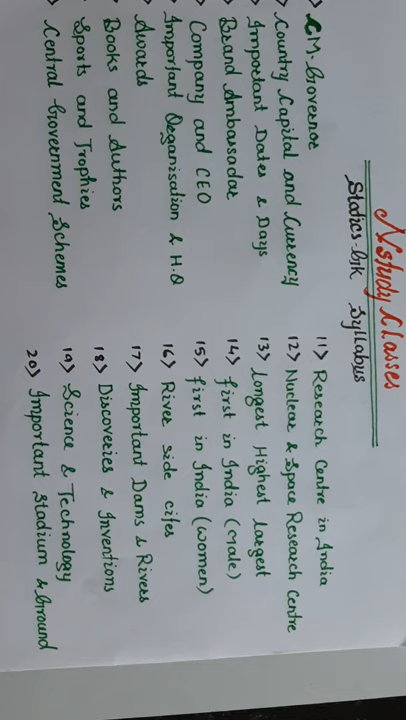 Nstudy Classes
Statics-GK Syllabus
> CM-Governor
> Country Capital and Currency
> Important Dates & Days
> Brand Ambassador
> Company and CEO
> Important Organisation & H.Q
> Awards
> Books and Authors
> Sports and Trophies
> Central Government Schemes
11> Research Centre in India
12> Nuclear & Space Research Centre
13> Longest Highest Largest
14> First in India (Male)
15> First in India (Women)
16> River side cites
17> Important Dams & Rivers
18> Discoveries & Inventions
19> Science & Technology
20> Important Stadium & Ground